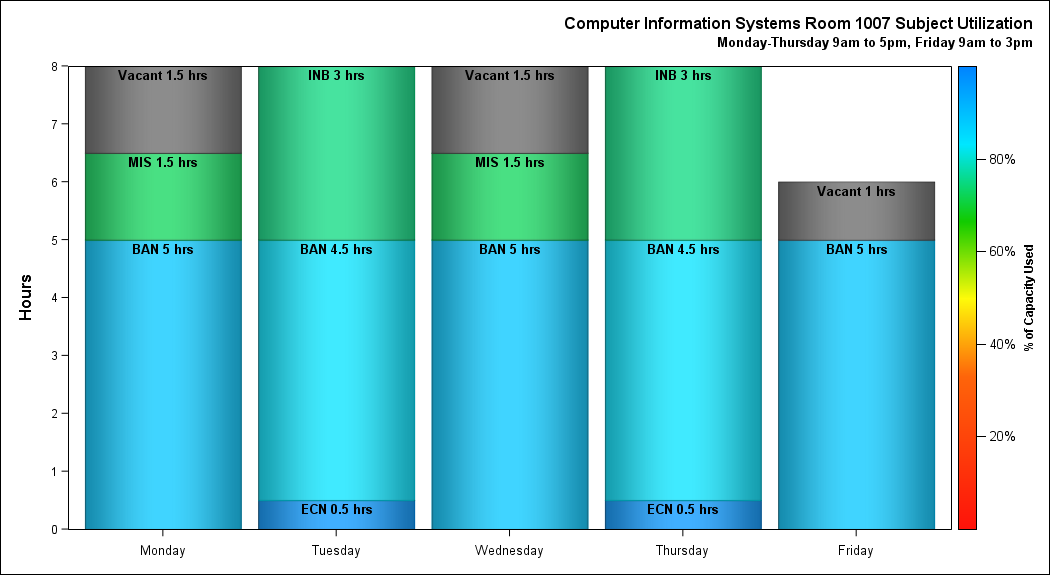 Computer Information Systems Room 1007 Subject Utilization
Monday-Thursday 9am to 5pm, Friday 9am to 3pm
8
7
6
5
4
3
2
1
0
Hours
Vacant 1.5 hrs
MIS 1.5 hrs
BAN 5 hrs
INB 3 hrs
BAN 4.5 hrs
ECN 0.5 hrs
Vacant 1.5 hrs
MIS 1.5 hrs
BAN 5 hrs
INB 3 hrs
BAN 4.5 hrs
ECN 0.5 hrs
Vacant 1 hrs
BAN 5 hrs
Monday
Tuesday
Wednesday
Thursday
Friday
80%
60%
40%
20%
% of Capacity Used